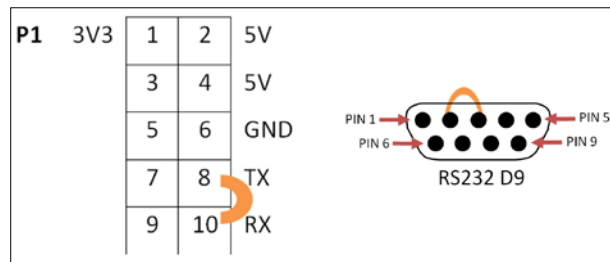 P1 3V3 1 2 5V
3 4 5V
5 6 GND
7 8 TX
9 10 RX
PIN 1 PIN 5
PIN 6 PIN 9
RS232 D9